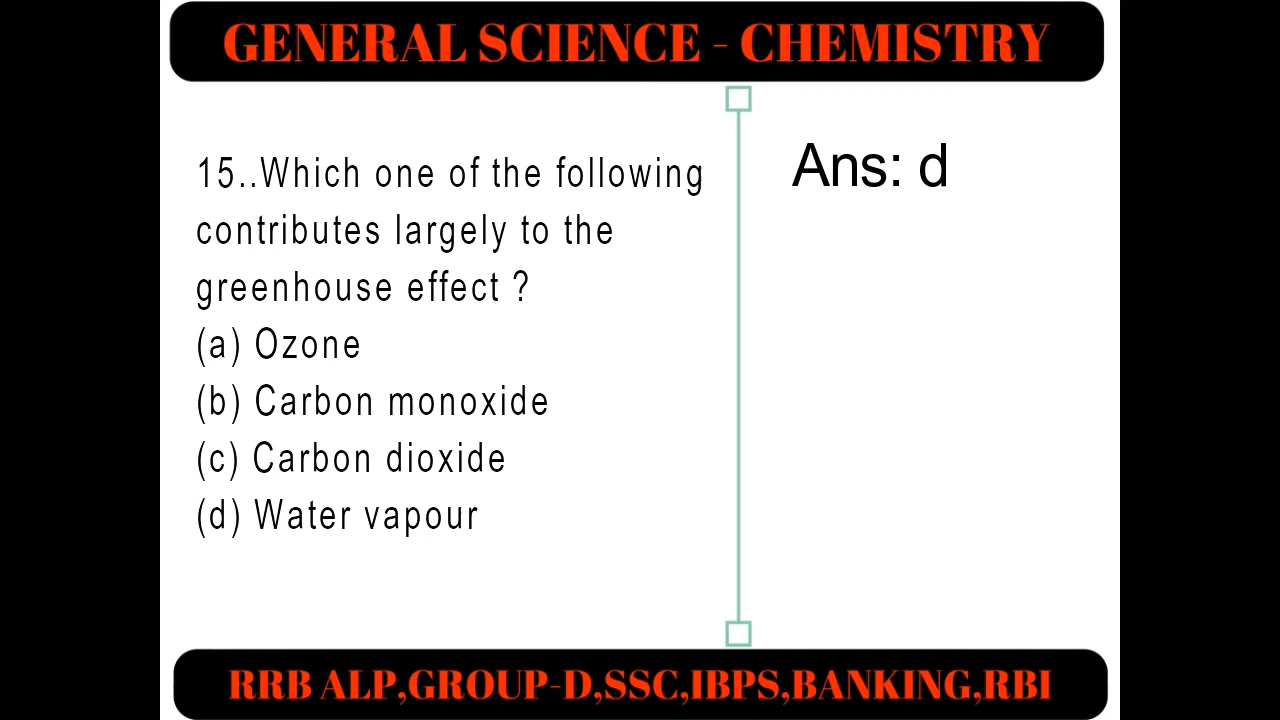 GENERAL SCIENCE - CHEMISTRY
15..Which one of the following
contributes largely to the
greenhouse effect ?
(a) Ozone
(b) Carbon monoxide
(c) Carbon dioxide
(d) Water vapour
Ans: d
RRB ALP,GROUP-D,SSC,IBPS,BANKING,RBI